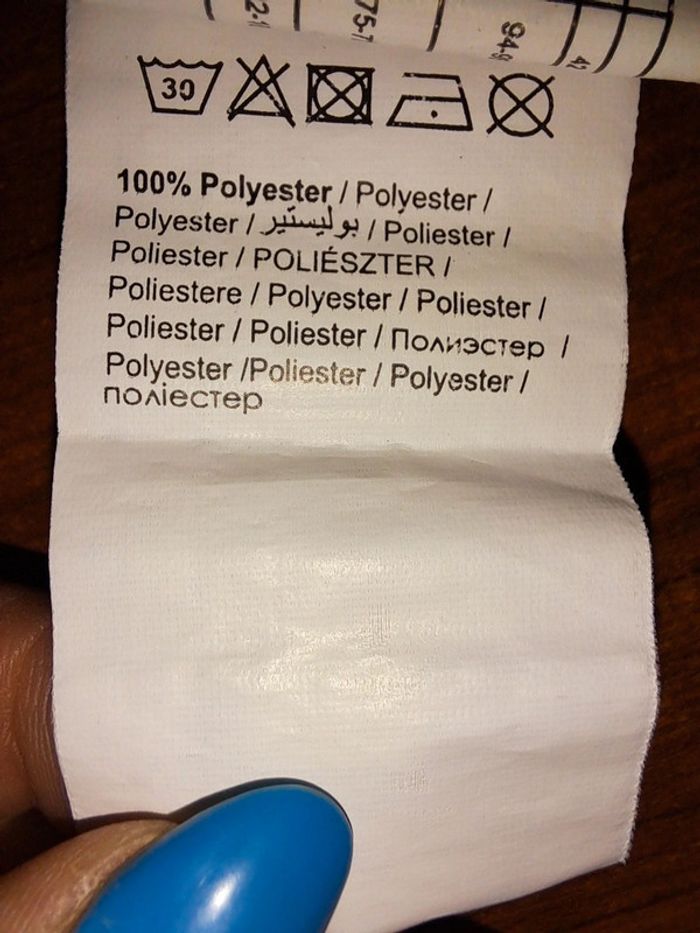 30
100% Polyester / Polyester /
Polyester / بوليستير / Poliester /
Poliester / POLIÉSZTER /
Poliestere / Polyester / Poliester /
Poliester / Poliester / Полиэстер /
Polyester /Poliester / Polyester /
поліестер